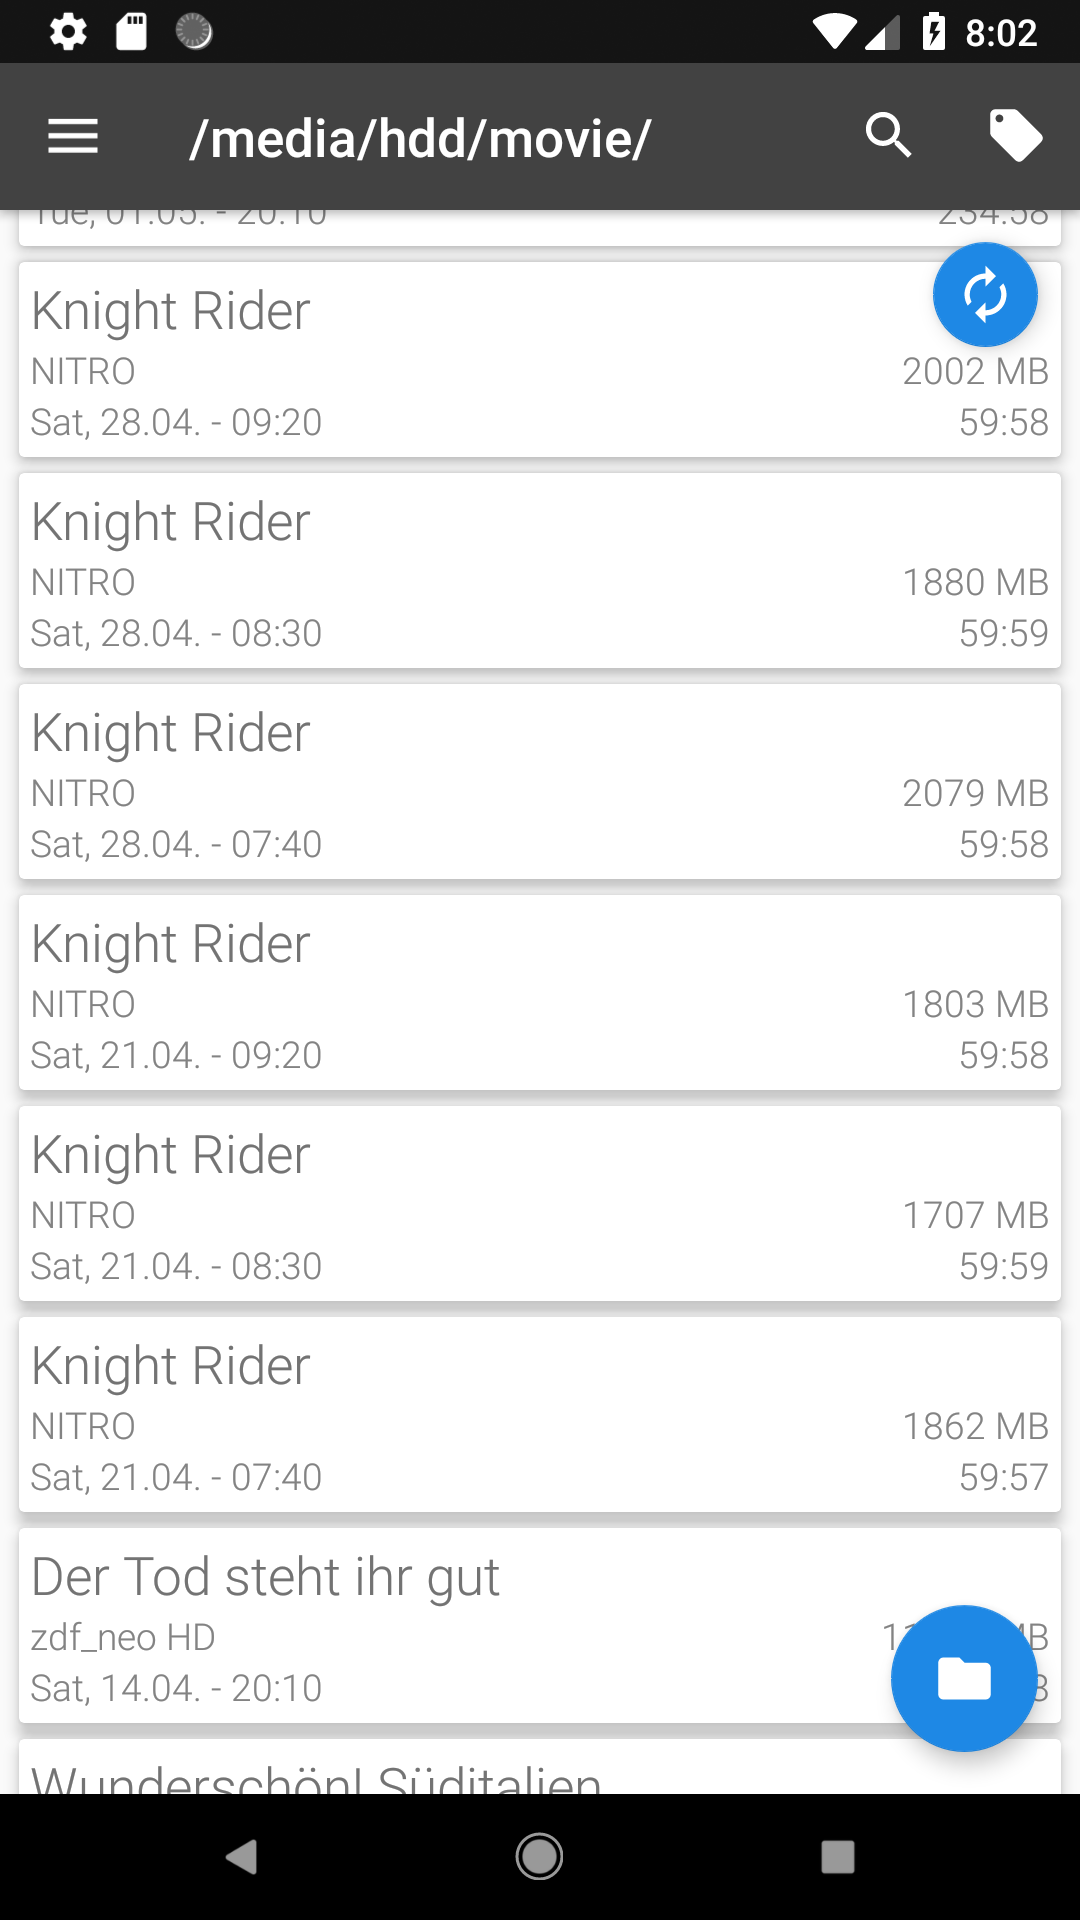 8:02
/media/hdd/movie/
Tue, 01.05. - 20:10 234:58
Knight Rider
NITRO 2002 MB
Sat, 28.04. - 09:20 59:58
Knight Rider
NITRO 1880 MB
Sat, 28.04. - 08:30 59:59
Knight Rider
NITRO 2079 MB
Sat, 28.04. - 07:40 59:58
Knight Rider
NITRO 1803 MB
Sat, 21.04. - 09:20 59:58
Knight Rider
NITRO 1707 MB
Sat, 21.04. - 08:30 59:59
Knight Rider
NITRO 1862 MB
Sat, 21.04. - 07:40 59:57
Der Tod steht ihr gut
zdf_neo HD
Sat, 14.04. - 20:10
Wunderschön! Süditalien